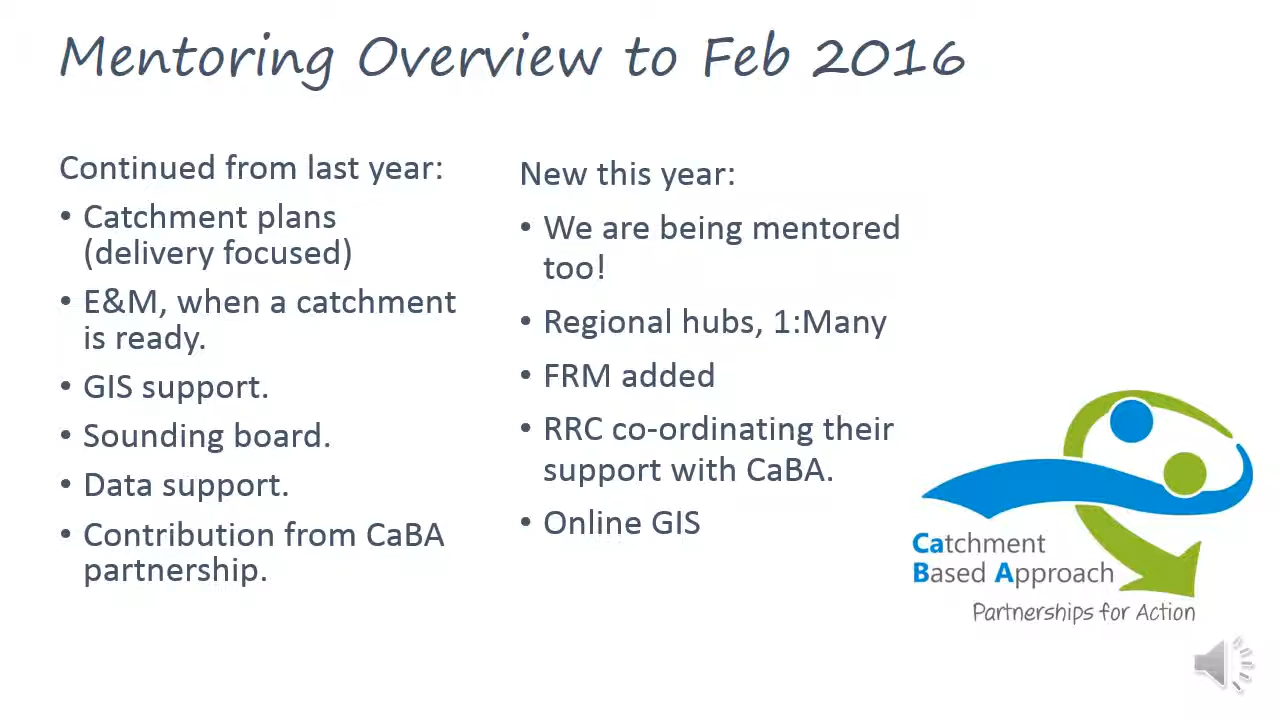 Mentoring Overview to Feb 2016
Continued from last year:
• Catchment plans
(delivery focused)
• E&M, when a catchment
is ready.
• GIS support.
• Sounding board.
• Data support.
• Contribution from CaBA
partnership.
New this year:
• We are being mentored
too!
• Regional hubs, 1:Many
• FRM added
• RRC co-ordinating their
support with CaBA.
• Online GIS
Catchment
Based Approach
Partnerships for Action